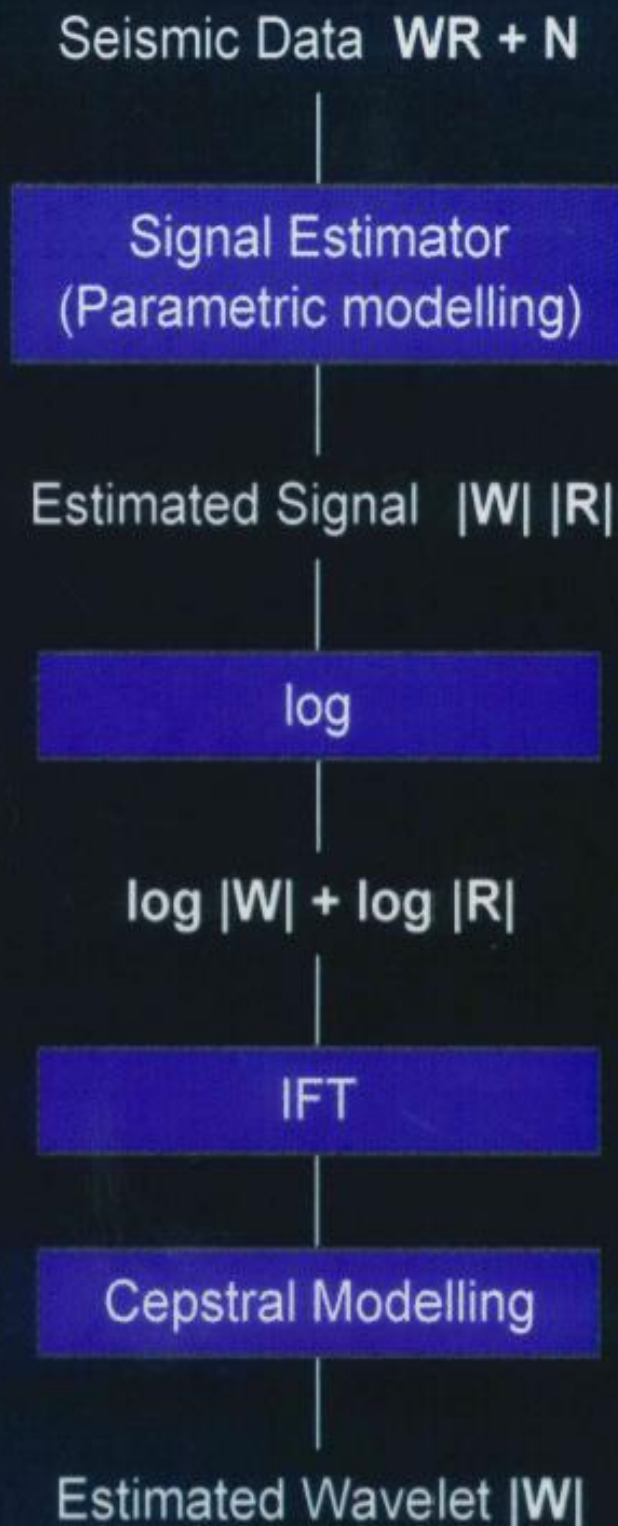 Seismic Data WR + N
Signal Estimator
(Parametric modelling)
Estimated Signal |W| |R|
log
log |W| + log |R|
IFT
Cepstral Modelling
Estimated Wavelet |W|